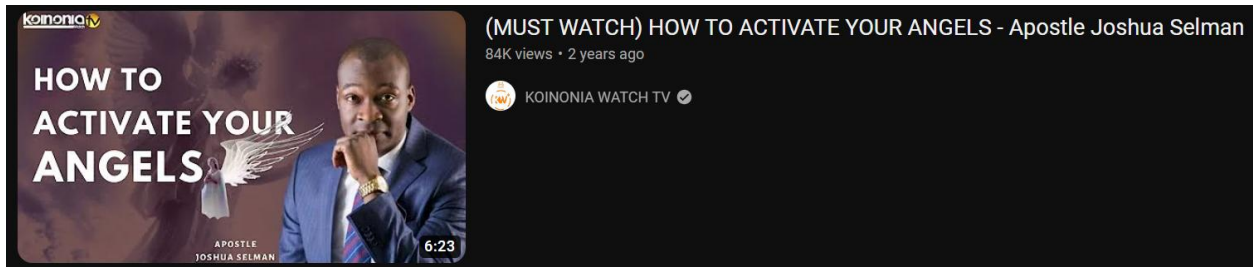 koinonia tv
HOW TO
ACTIVATE YOUR
ANGELS
APOSTLE
JOSHUA SELMAN
6:23
(MUST WATCH) HOW TO ACTIVATE YOUR ANGELS - Apostle Joshua Selman
84K views • 2 years ago
KOINONIA WATCH TV